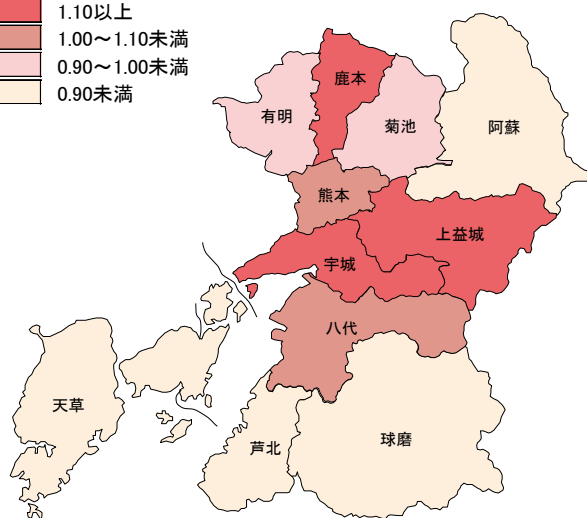 1.10以上
1.00～1.10未満
0.90～1.00未満
0.90未満
鹿本
有明
菊池
阿蘇
熊本
上益城
宇城
八代
天草
芦北
球磨